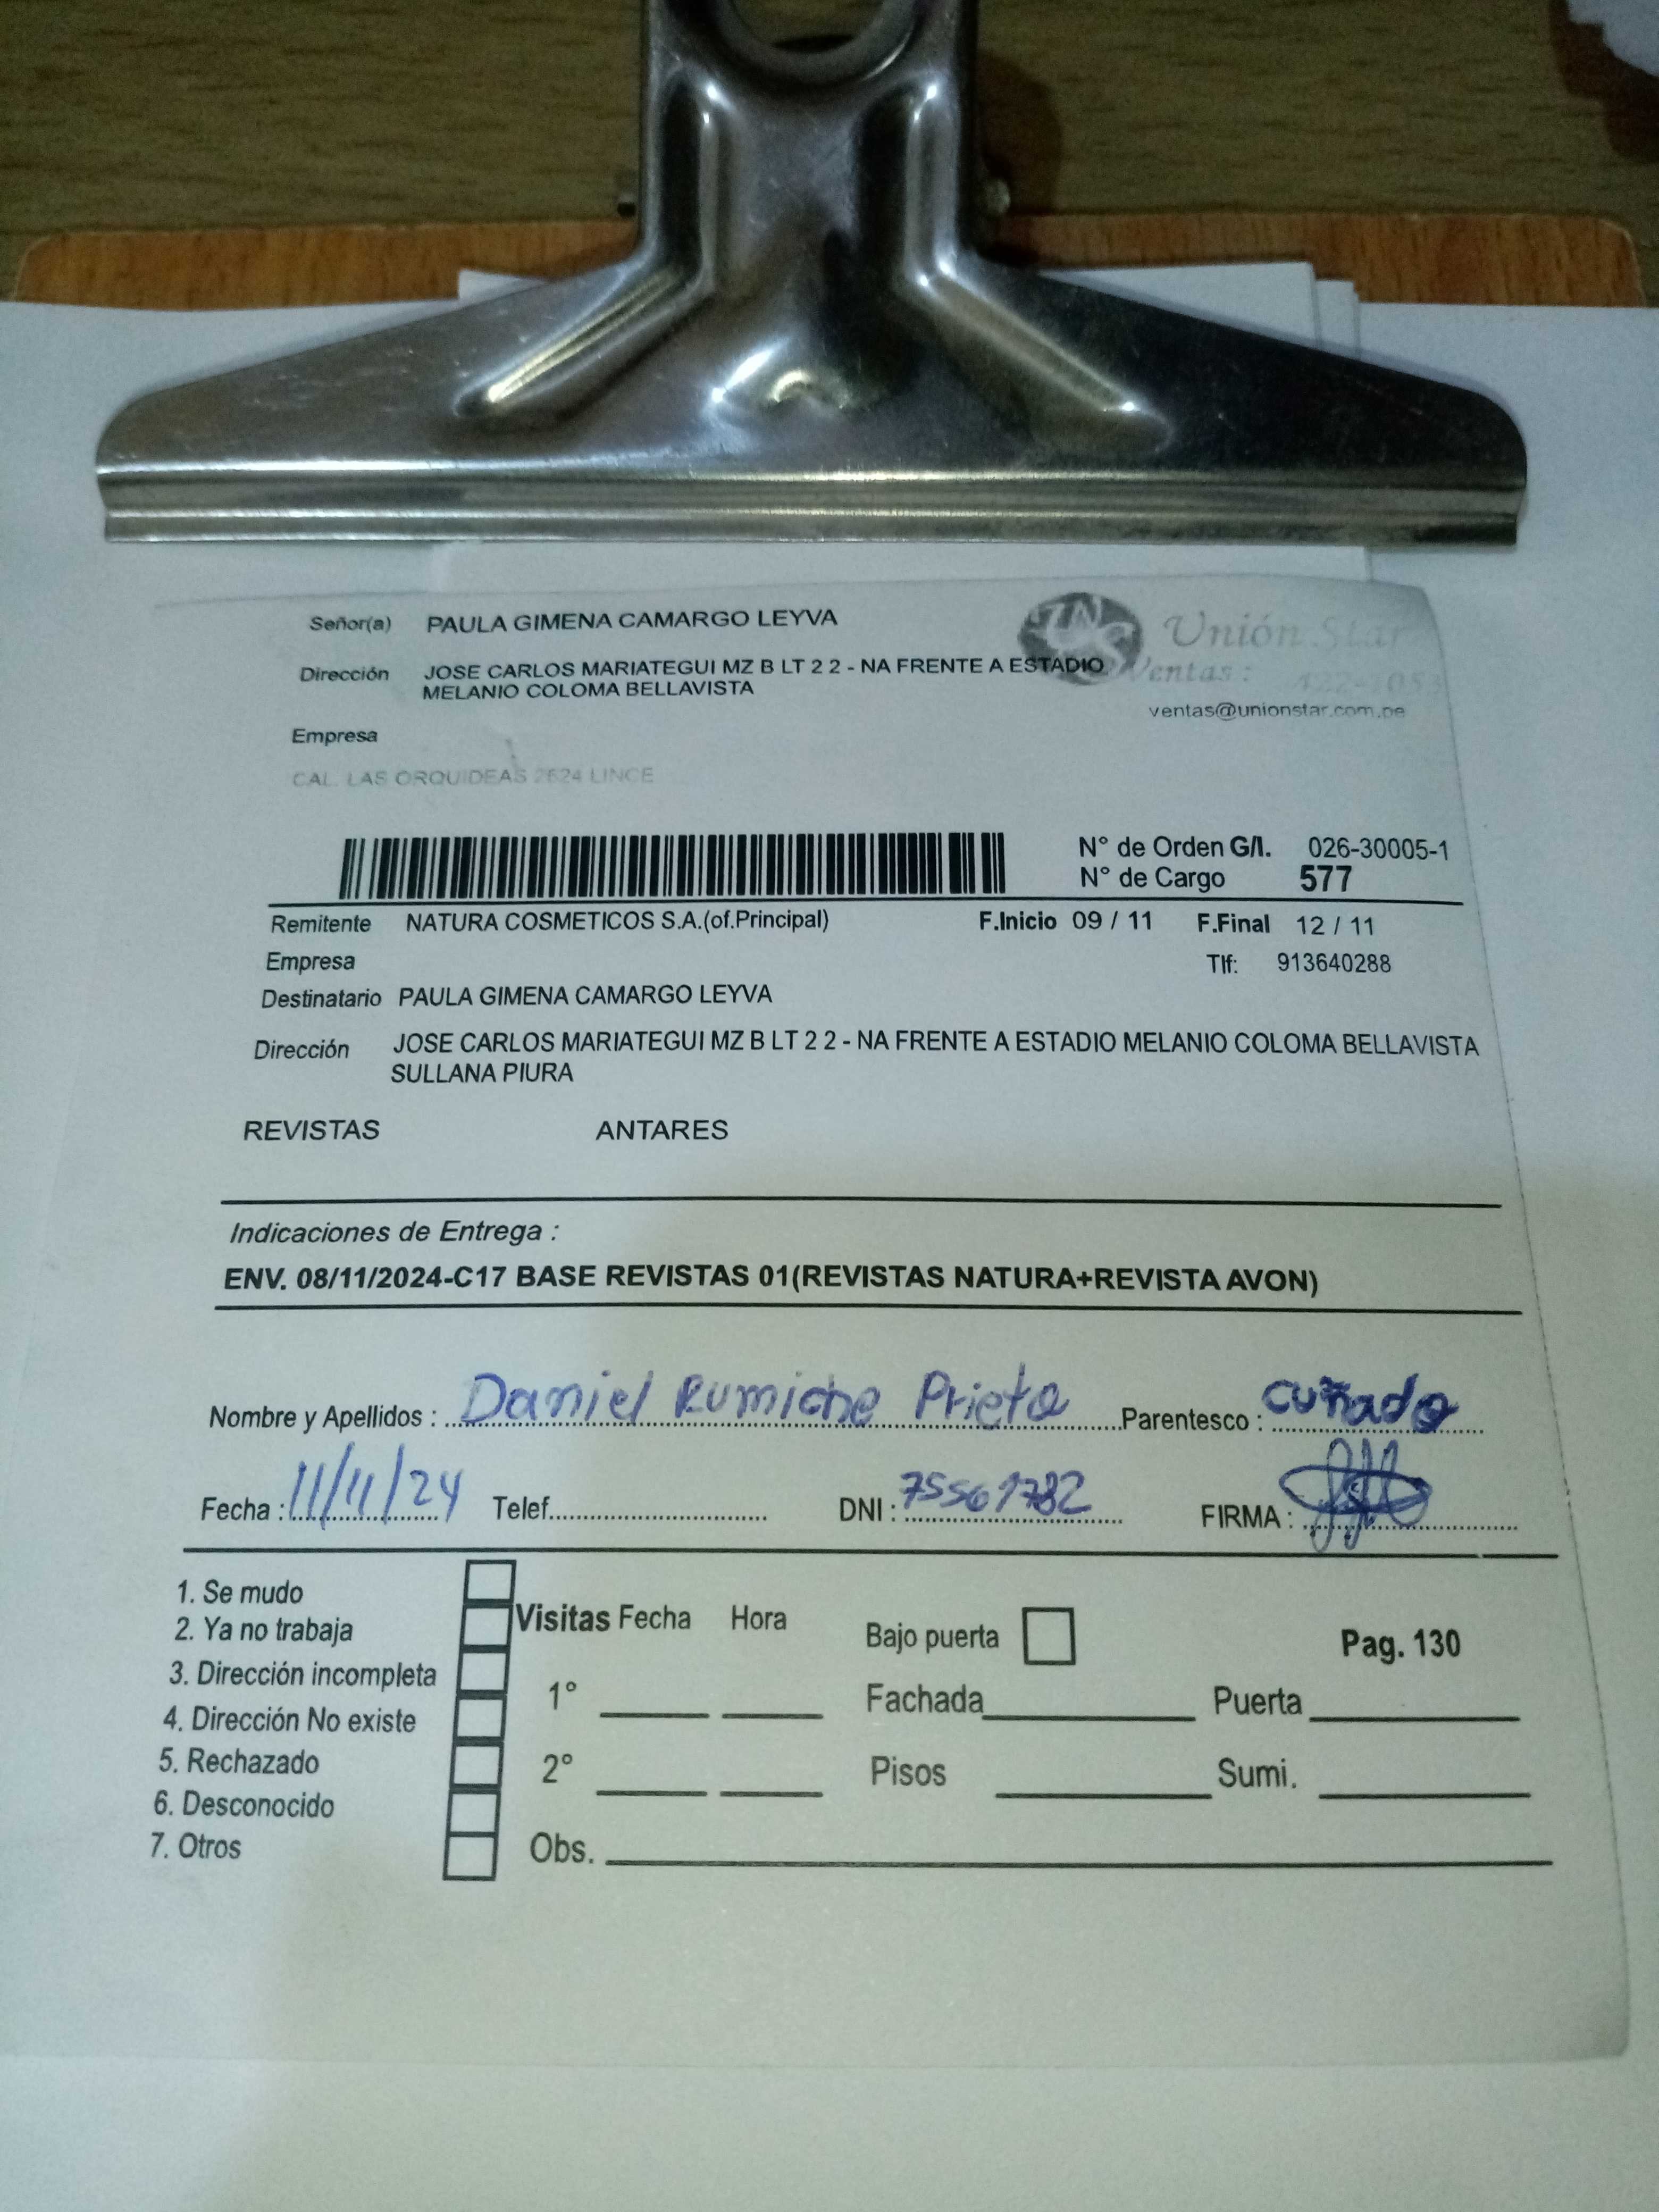 Señor(a) PAULA GIMENA CAMARGO LEYVA
Unión Star
Dirección JOSE CARLOS MARIATEGUI MZ B LT 2 2 - NA FRENTE A ESTADIO
MELANIO COLOMA BELLAVISTA
Ventas :
ventas@unionstar.com.pe
Empresa
CAL. LAS ORQUIDEAS 2624 LINCE
N° de Orden G/I. 026-30005-1
N° de Cargo 577
Remitente NATURA COSMETICOS S.A.(of.Principal) F.Inicio 09 / 11 F.Final 12 / 11
Empresa Tlf: 913640288
Destinatario PAULA GIMENA CAMARGO LEYVA
Dirección JOSE CARLOS MARIATEGUI MZ B LT 2 2 - NA FRENTE A ESTADIO MELANIO COLOMA BELLAVISTA
SULLANA PIURA
REVISTAS ANTARES
Indicaciones de Entrega :
ENV. 08/11/2024-C17 BASE REVISTAS 01(REVISTAS NATURA+REVISTA AVON)
Nombre y Apellidos : Daniel Rumiche Prieto Parentesco : cuñado
Fecha : 11/11/24 Telef. DNI : 75561782 FIRMA :
1. Se mudo
2. Ya no trabaja
3. Dirección incompleta
4. Dirección No existe
5. Rechazado
6. Desconocido
7. Otros
Visitas Fecha Hora
1°
2°
Obs.
Bajo puerta Pag. 130
Fachada Puerta
Pisos Sumi.